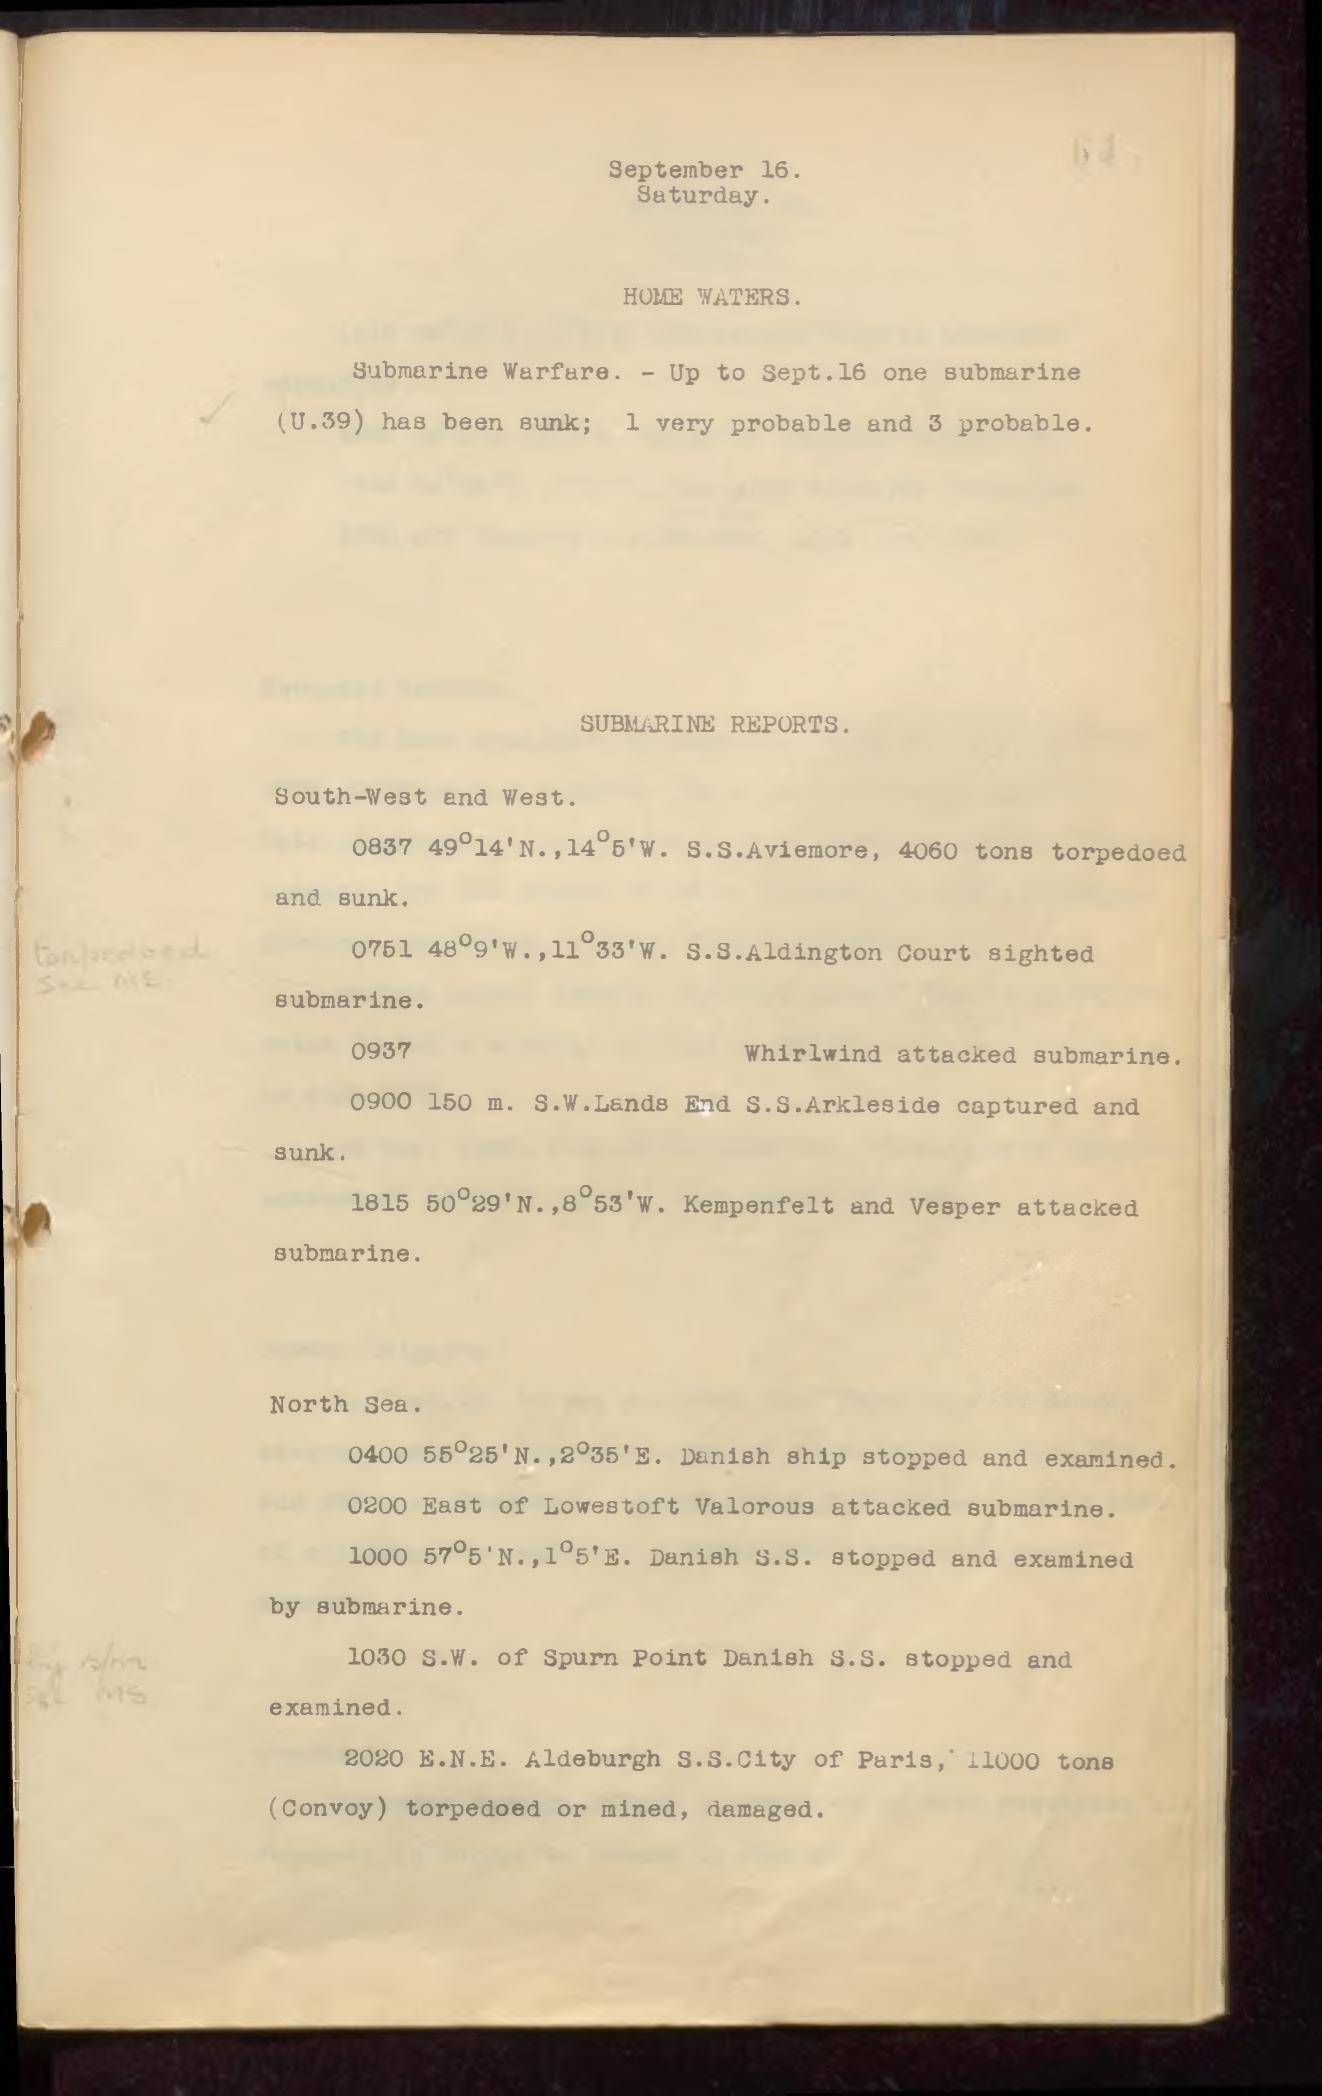 September 16.
Saturday.
HOME WATERS.
Submarine Warfare. - Up to Sept.16 one submarine
(U.39) has been sunk; 1 very probable and 3 probable.
SUBMARINE REPORTS.
South-West and West.
0837 49°14'N.,14°5'W. S.S.Aviemore, 4060 tons torpedoed
and sunk.
0751 48°9'W.,11°33'W. S.S.Aldington Court sighted
submarine.
torpedoed
See MS.
0937 Whirlwind attacked submarine.
0900 150 m. S.W.Lands End S.S.Arkleside captured and
sunk.
1815 50°29'N.,8°53'W. Kempenfelt and Vesper attacked
submarine.
North Sea.
0400 55°25'N.,2°35'E. Danish ship stopped and examined.
0200 East of Lowestoft Valorous attacked submarine.
1000 57°5'N.,1°5'E. Danish S.S. stopped and examined
by submarine.
1030 S.W. of Spurn Point Danish S.S. stopped and
examined.
by s/m
See MS
2020 E.N.E. Aldeburgh S.S.City of Paris, 11000 tons
(Convoy) torpedoed or mined, damaged.